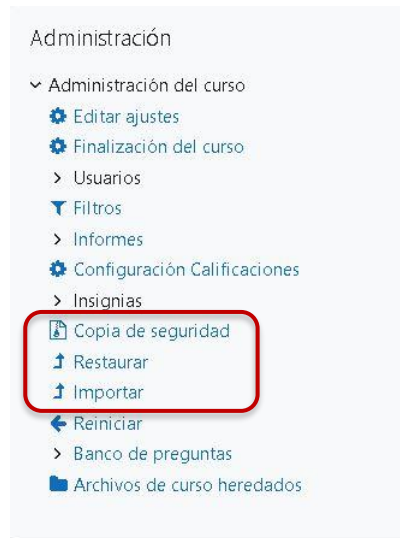 Administración
Administración del curso
Editar ajustes
Finalización del curso
Usuarios
Filtros
Informes
Configuración Calificaciones
Insignias
Copia de seguridad
Restaurar
Importar
Reiniciar
Banco de preguntas
Archivos de curso heredados